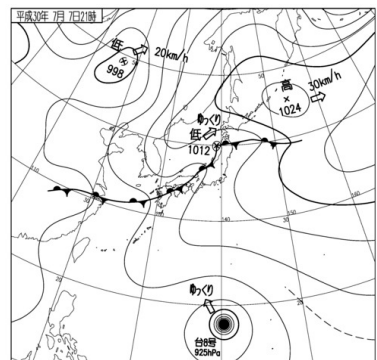 平成30年 7月 7日21時
低
20km/h
998
高
30km/h
1024
ゆっくり
低
1012
ゆっくり
台8号
925hPa
140